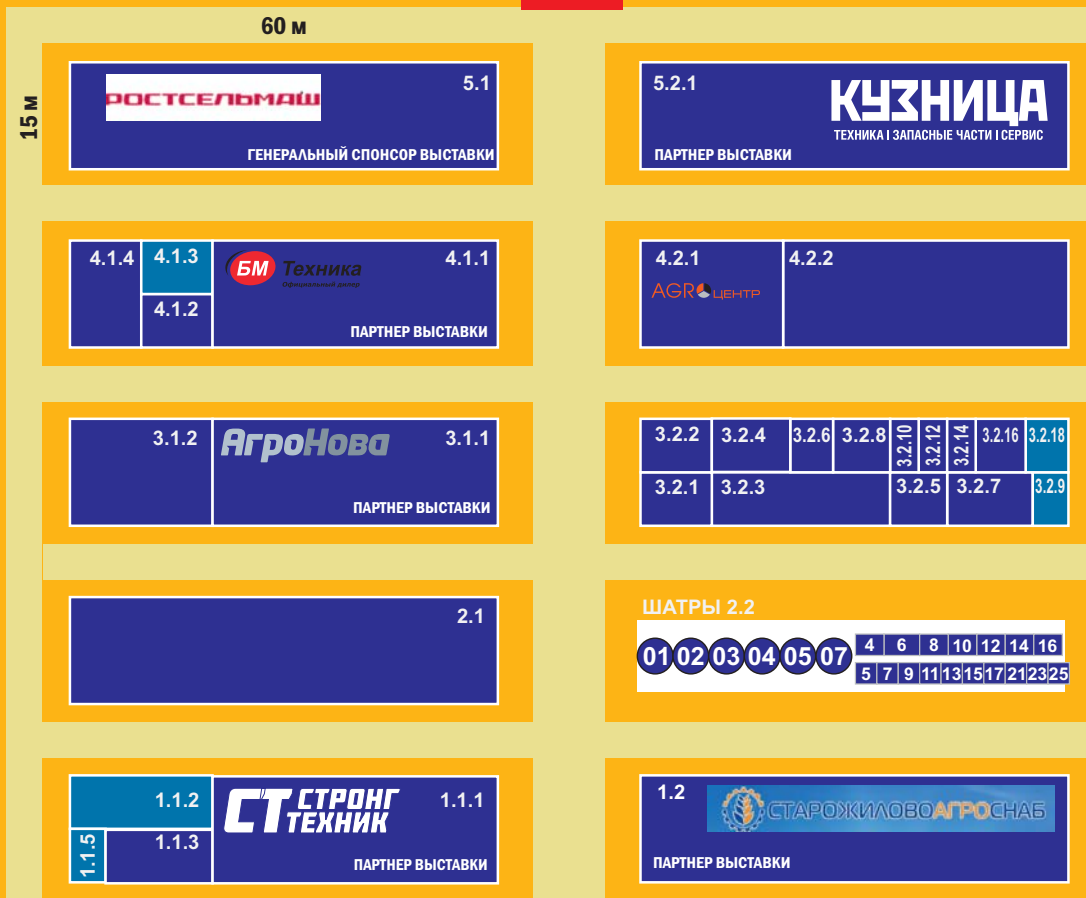 60 м
15 м
РОСТСЕЛЬМАШ
5.1
ГЕНЕРАЛЬНЫЙ СПОНСОР ВЫСТАВКИ
5.2.1
КУЗНИЦА
ТЕХНИКА I ЗАПАСНЫЕ ЧАСТИ I СЕРВИС
ПАРТНЕР ВЫСТАВКИ
4.1.4
4.1.3
4.1.2
БМ Техника
Официальный дилер
4.1.1
ПАРТНЕР ВЫСТАВКИ
4.2.1
AGROЦЕНТР
4.2.2
3.1.2
АгроНова
3.1.1
ПАРТНЕР ВЫСТАВКИ
3.2.2
3.2.4
3.2.6
3.2.8
3.2.10
3.2.12
3.2.14
3.2.16
3.2.18
3.2.1
3.2.3
3.2.5
3.2.7
3.2.9
2.1
ШАТРЫ 2.2
01 02 03 04 05 07
4 6 8 10 12 14 16
5 7 9 11 13 15 17 21 23 25
1.1.2
1.1.5
1.1.3
СТ СТРОНГ
ТЕХНИК
1.1.1
ПАРТНЕР ВЫСТАВКИ
1.2
СТАРОЖИЛОВОАГРОСНАБ
ПАРТНЕР ВЫСТАВКИ